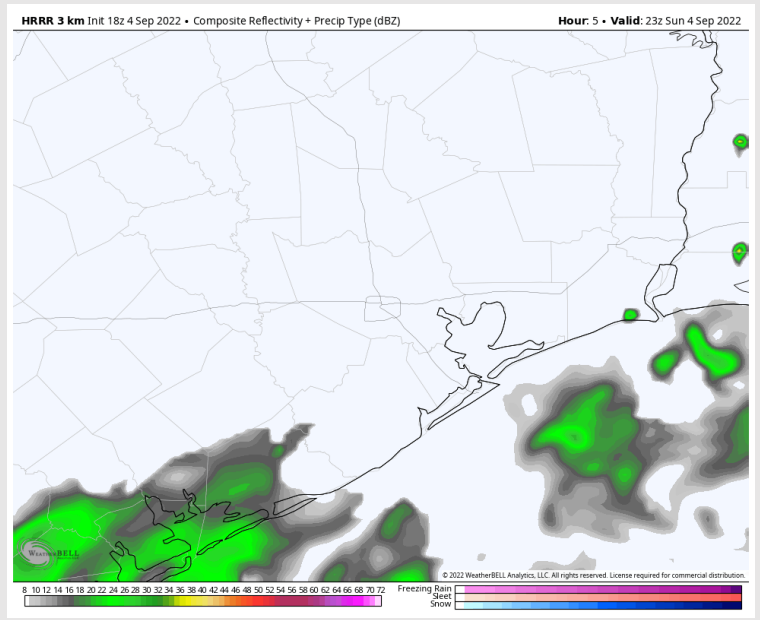 HRRR 3 km Init 18z 4 Sep 2022 • Composite Reflectivity + Precip Type (dBZ)
Hour: 5 • Valid: 23z Sun 4 Sep 2022
WEATHERBELL
© 2022 WeatherBELL Analytics, LLC. All rights reserved. License required for commercial distribution.
8 10 12 14 16 18 20 22 24 26 28 30 32 34 36 38 40 42 44 46 48 50 52 54 56 58 60 62 64 66 68 70 72
Freezing Rain
Sleet
Snow